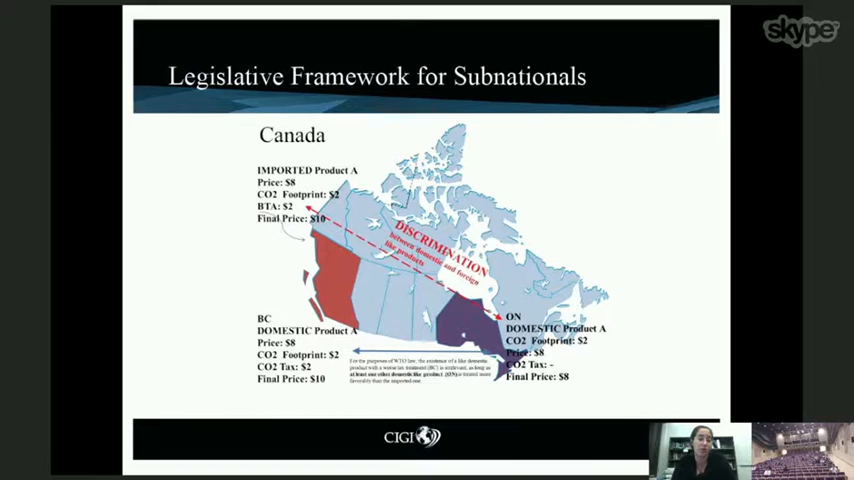 skype
Legislative Framework for Subnationals
Canada
IMPORTED Product A
Price: $8
CO2 Footprint: $2
BTA: $2
Final Price: $10
DISCRIMINATION
between domestic and foreign
like products
BC
DOMESTIC Product A
Price: $8
CO2 Footprint: $2
CO2 Tax: $2
Final Price: $10
For the purposes of WTO law, the existence of a like domestic
product with a worse tax treatment (BC) is irrelevant, as long as
at least one other domestic like product (ON) is treated more
favorably than the imported one.
ON
DOMESTIC Product A
CO2 Footprint: $2
Price: $8
CO2 Tax: -
Final Price: $8
CIGI